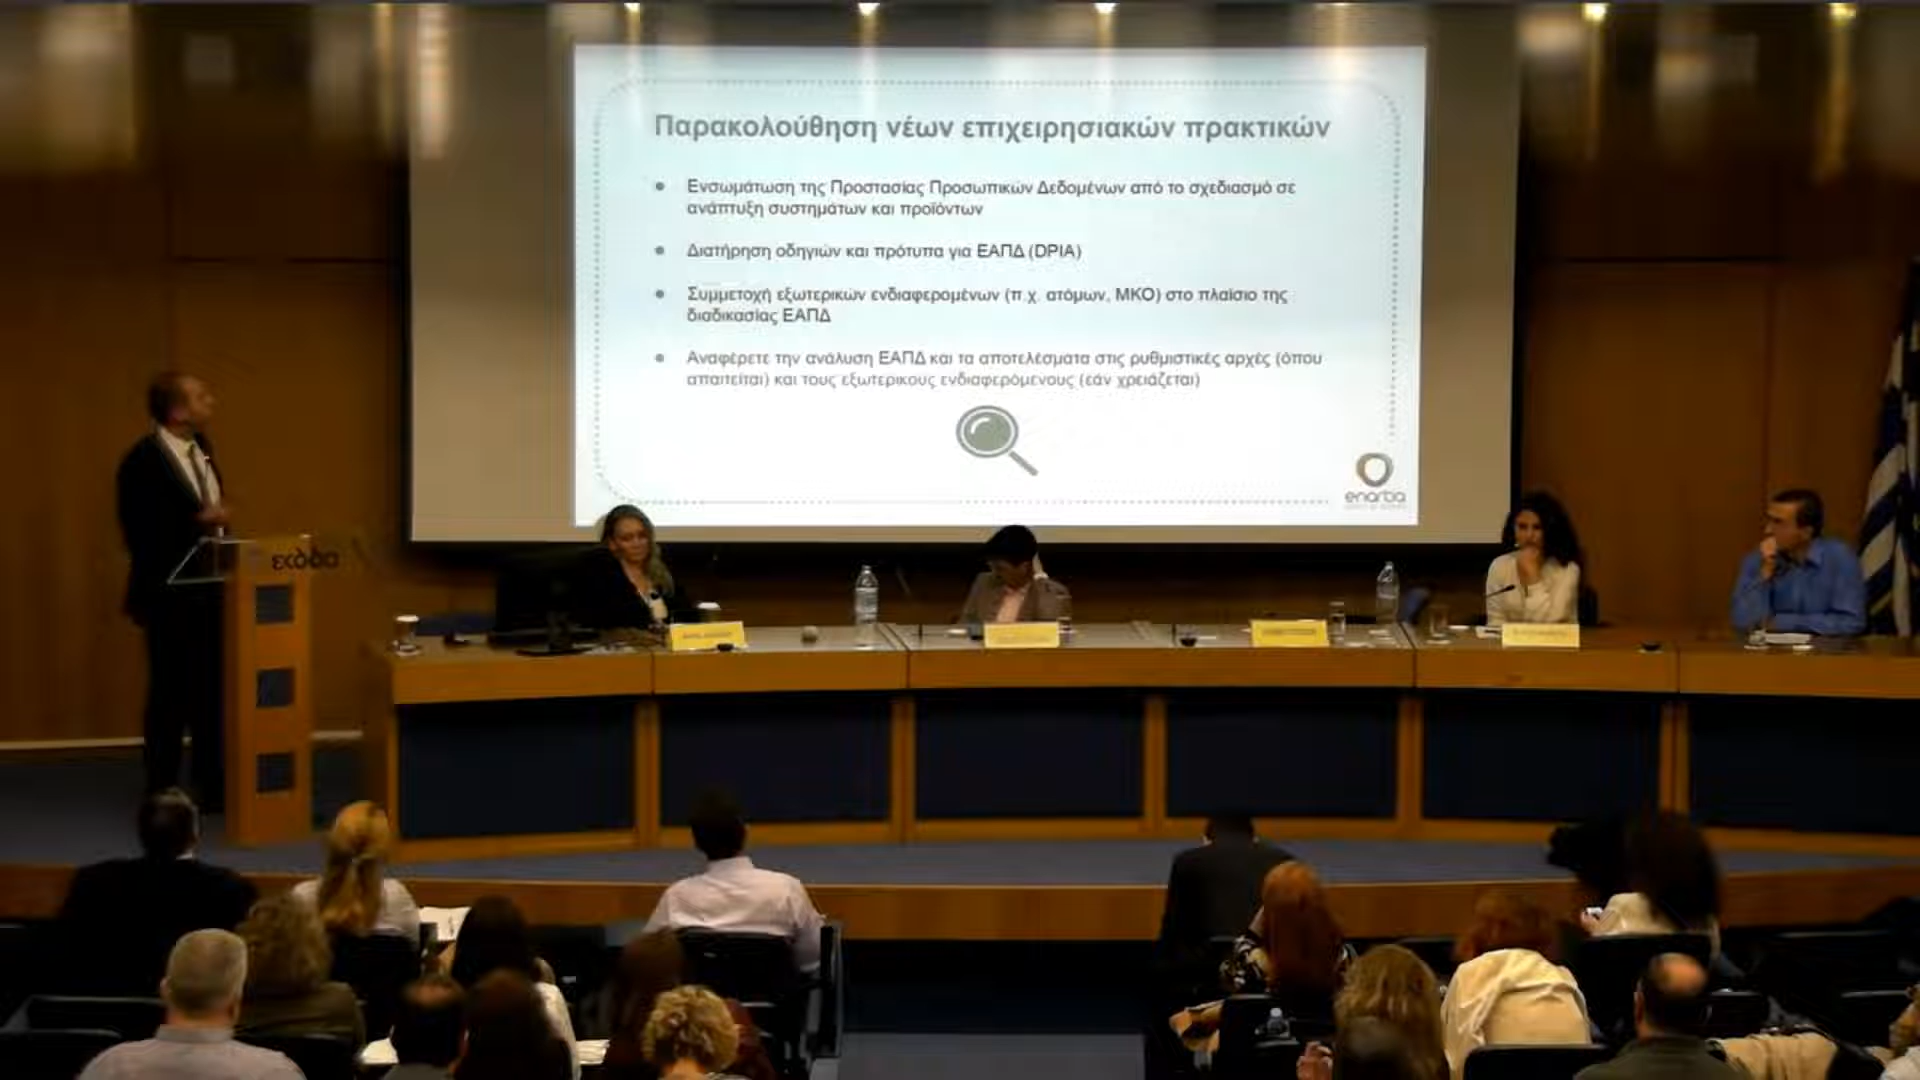 Παρακολούθηση νέων επιχειρησιακών πρακτικών
● Ενσωμάτωση της Προστασίας Προσωπικών Δεδομένων από το σχεδιασμό σε
ανάπτυξη συστημάτων και προϊόντων
● Διατήρηση οδηγιών και πρότυπα για ΕΑΠΔ (DPIA)
● Συμμετοχή εξωτερικών ενδιαφερομένων (π.χ. ατόμων, ΜΚΟ) στο πλαίσιο της
διαδικασίας ΕΑΠΔ
● Αναφέρετε την ανάλυση ΕΑΠΔ και τα αποτελέσματα στις ρυθμιστικές αρχές (όπου
απαιτείται) και τους εξωτερικους ενδιαφερόμενους (εάν χρειάζεται)
enartia
εκδδα